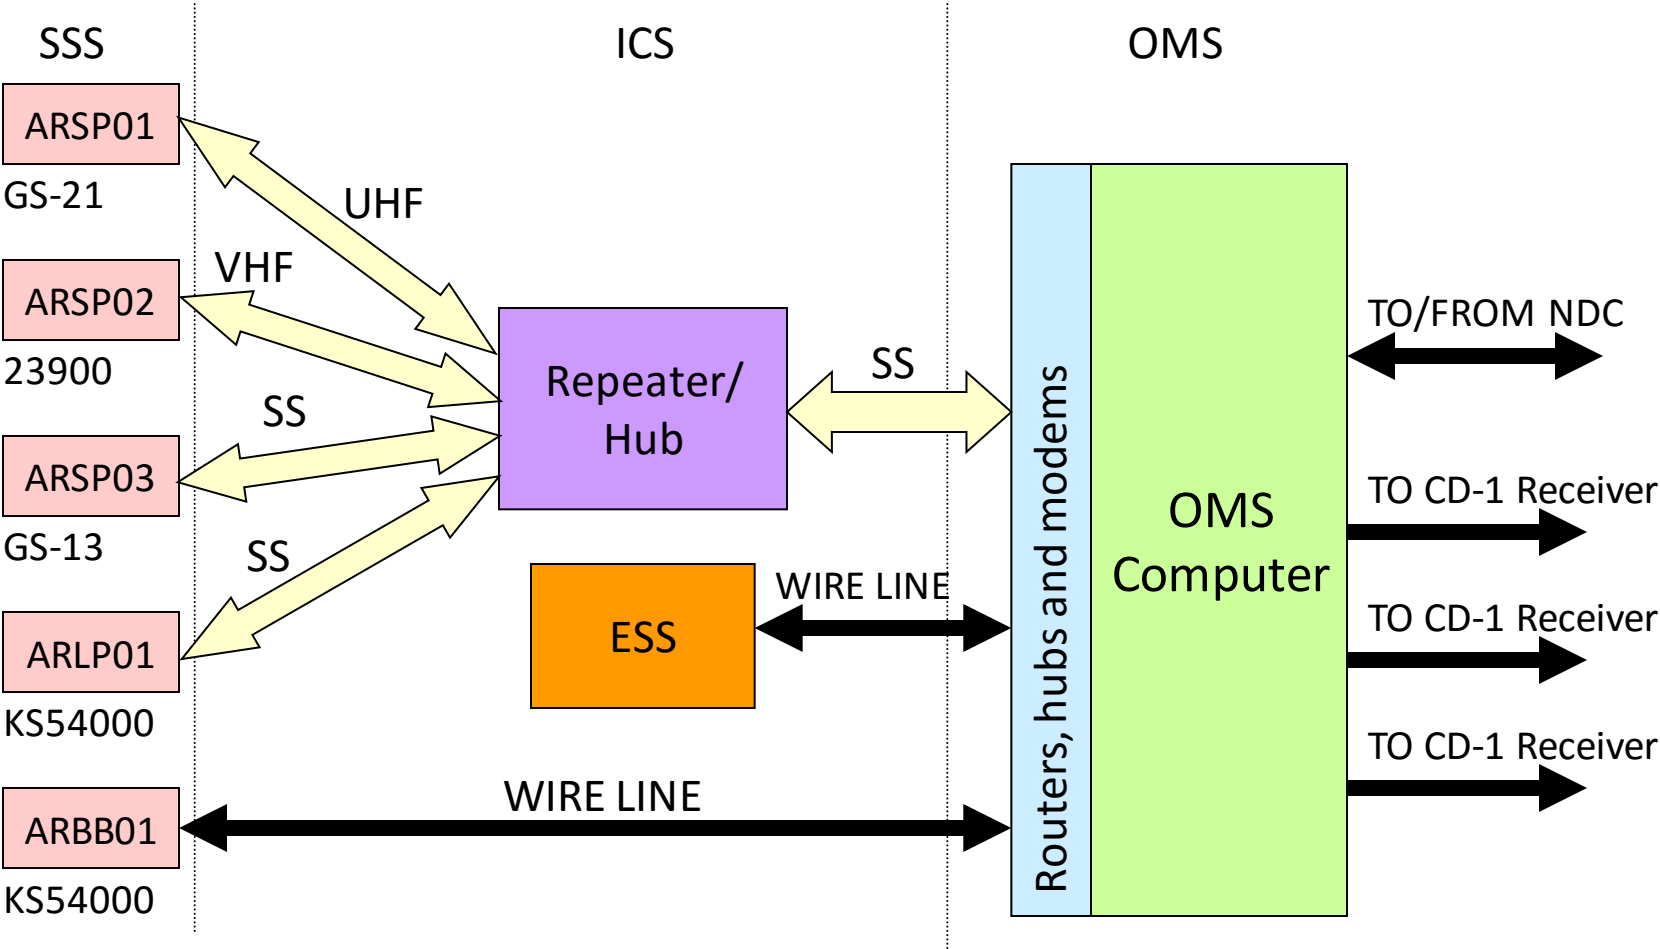 SSS
ICS
OMS
ARSP01
GS-21
UHF
VHF
ARSP02
23900
SS
ARSP03
GS-13
SS
ARLP01
KS54000
ARBB01
KS54000
Repeater/
Hub
SS
ESS
WIRE LINE
WIRE LINE
Routers, hubs and modems
OMS
Computer
TO/FROM NDC
TO CD-1 Receiver
TO CD-1 Receiver
TO CD-1 Receiver